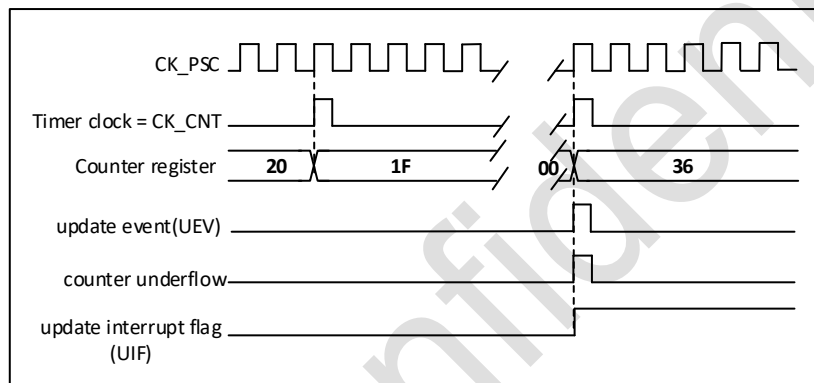 CK_PSC
Timer clock = CK_CNT
Counter register 20 1F 00 36
update event(UEV)
counter underflow
update interrupt flag
(UIF)